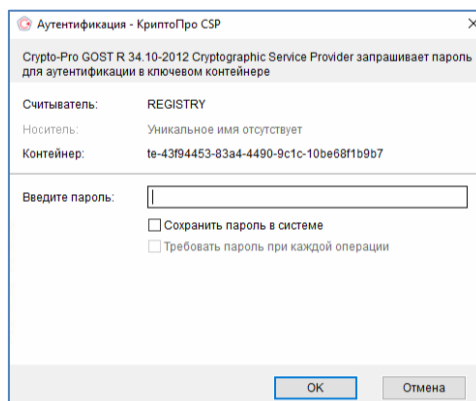 Аутентификация - КриптоПро CSP
Crypto-Pro GOST R 34.10-2012 Cryptographic Service Provider запрашивает пароль
для аутентификации в ключевом контейнере
Считыватель: REGISTRY
Носитель: Уникальное имя отсутствует
Контейнер: te-43f94453-83a4-4490-9c1c-10be68f1b9b7
Введите пароль:
Сохранить пароль в системе
Требовать пароль при каждой операции
OK Отмена